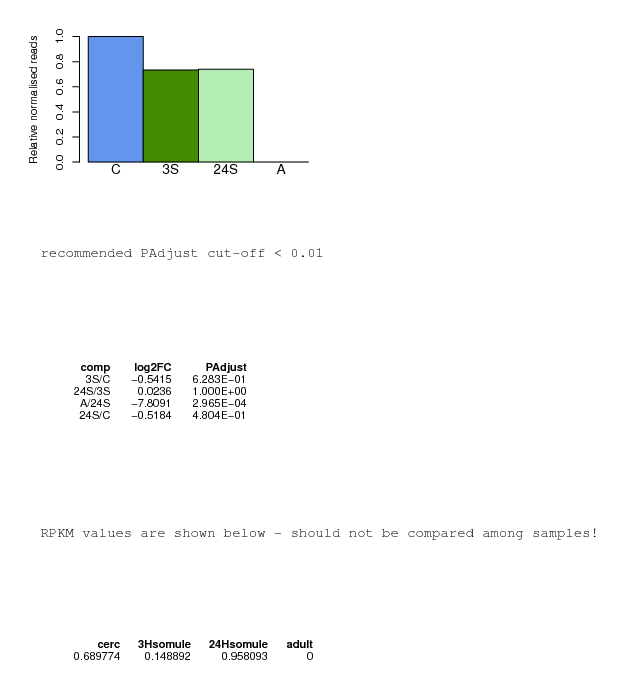 Relative normalised reads
1.0
0.8
0.6
0.4
0.2
0.0
C 3S 24S A
recommended PAdjust cut-off < 0.01
comp log2FC PAdjust
3S/C −0.5415 6.283E−01
24S/3S 0.0236 1.000E+00
A/24S −7.8091 2.965E−04
24S/C −0.5184 4.804E−01
RPKM values are shown below - should not be compared among samples!
cerc 3Hsomule 24Hsomule adult
0.689774 0.148892 0.958093 0